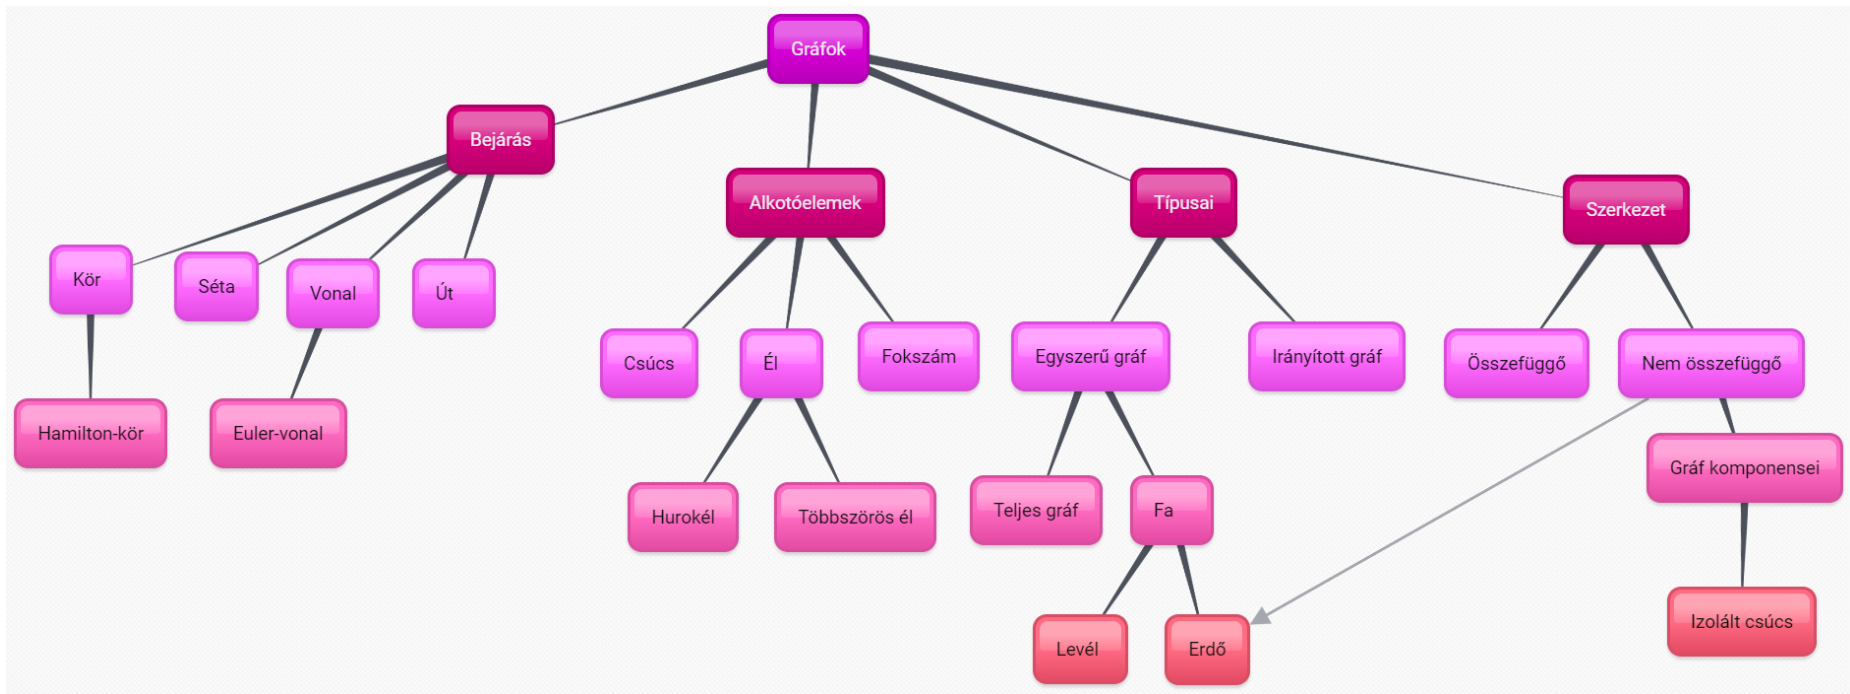 Gráfok
Bejárás
Alkotóelemek
Típusai
Szerkezet
Kör
Séta
Vonal
Út
Csúcs
Él
Fokszám
Egyszerű gráf
Irányított gráf
Összefüggő
Nem összefüggő
Hamilton-kör
Euler-vonal
Hurokél
Többszörös él
Teljes gráf
Fa
Gráf komponensei
Levél
Erdő
Izolált csúcs